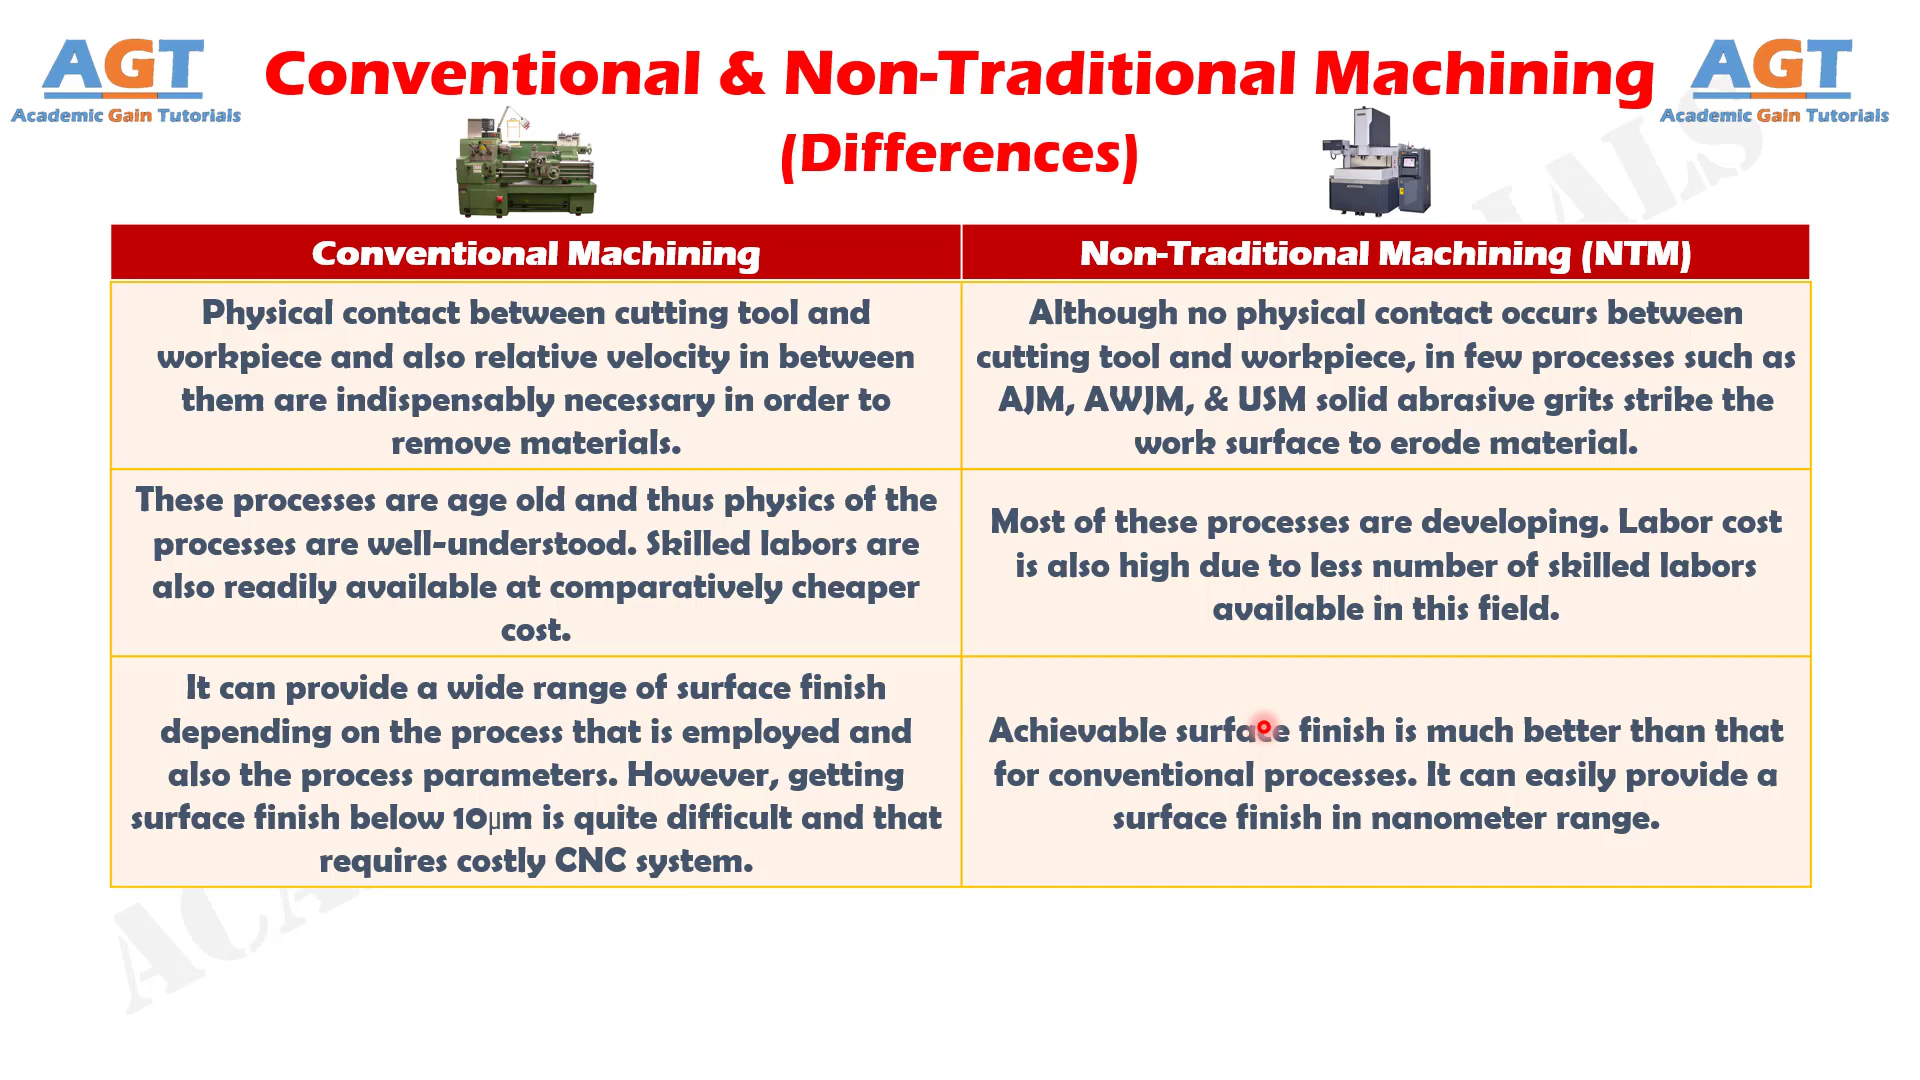 AGT
Academic Gain Tutorials
Conventional & Non-Traditional Machining
(Differences)
AGT
Academic Gain Tutorials
Conventional Machining
Non-Traditional Machining (NTM)
Physical contact between cutting tool and
workpiece and also relative velocity in between
them are indispensably necessary in order to
remove materials.
Although no physical contact occurs between
cutting tool and workpiece, in few processes such as
AJM, AWJM, & USM solid abrasive grits strike the
work surface to erode material.
These processes are age old and thus physics of the
processes are well-understood. Skilled labors are
also readily available at comparatively cheaper
cost.
Most of these processes are developing. Labor cost
is also high due to less number of skilled labors
available in this field.
It can provide a wide range of surface finish
depending on the process that is employed and
also the process parameters. However, getting
surface finish below 10μm is quite difficult and that
requires costly CNC system.
Achievable surface finish is much better than that
for conventional processes. It can easily provide a
surface finish in nanometer range.